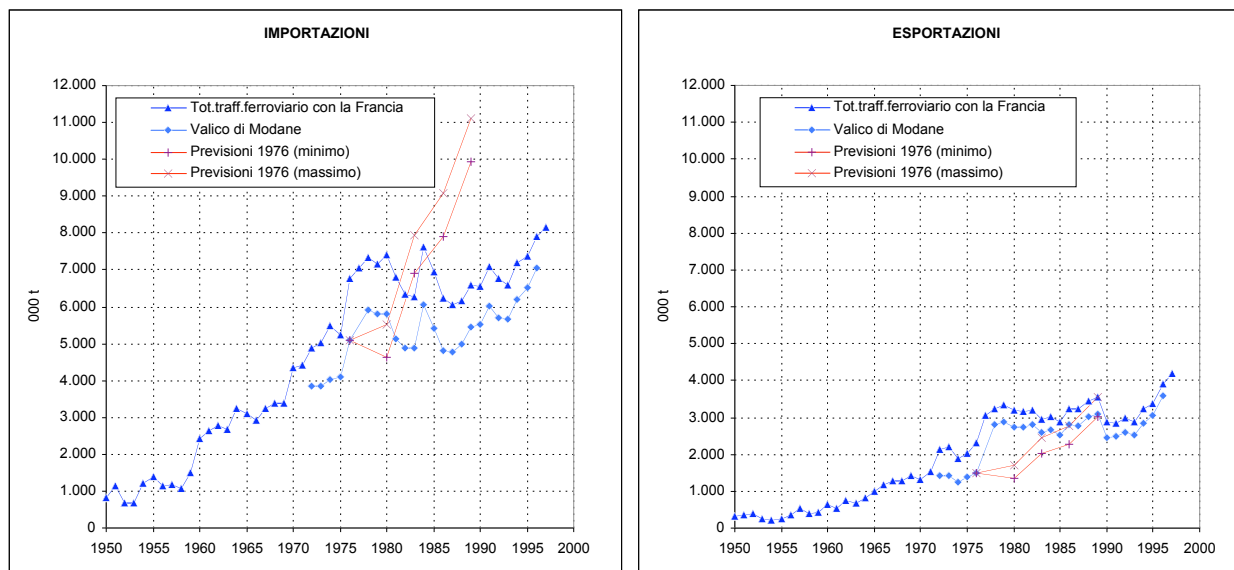 IMPORTAZIONI
12.000
11.000
10.000
9.000
8.000
7.000
6.000
5.000
4.000
3.000
2.000
1.000
0
000 t
Tot.traff.ferroviario con la Francia
Valico di Modane
Previsioni 1976 (minimo)
Previsioni 1976 (massimo)
1950 1955 1960 1965 1970 1975 1980 1985 1990 1995 2000
ESPORTAZIONI
12.000
11.000
10.000
9.000
8.000
7.000
6.000
5.000
4.000
3.000
2.000
1.000
0
000 t
Tot.traff.ferroviario con la Francia
Valico di Modane
Previsioni 1976 (minimo)
Previsioni 1976 (massimo)
1950 1955 1960 1965 1970 1975 1980 1985 1990 1995 2000